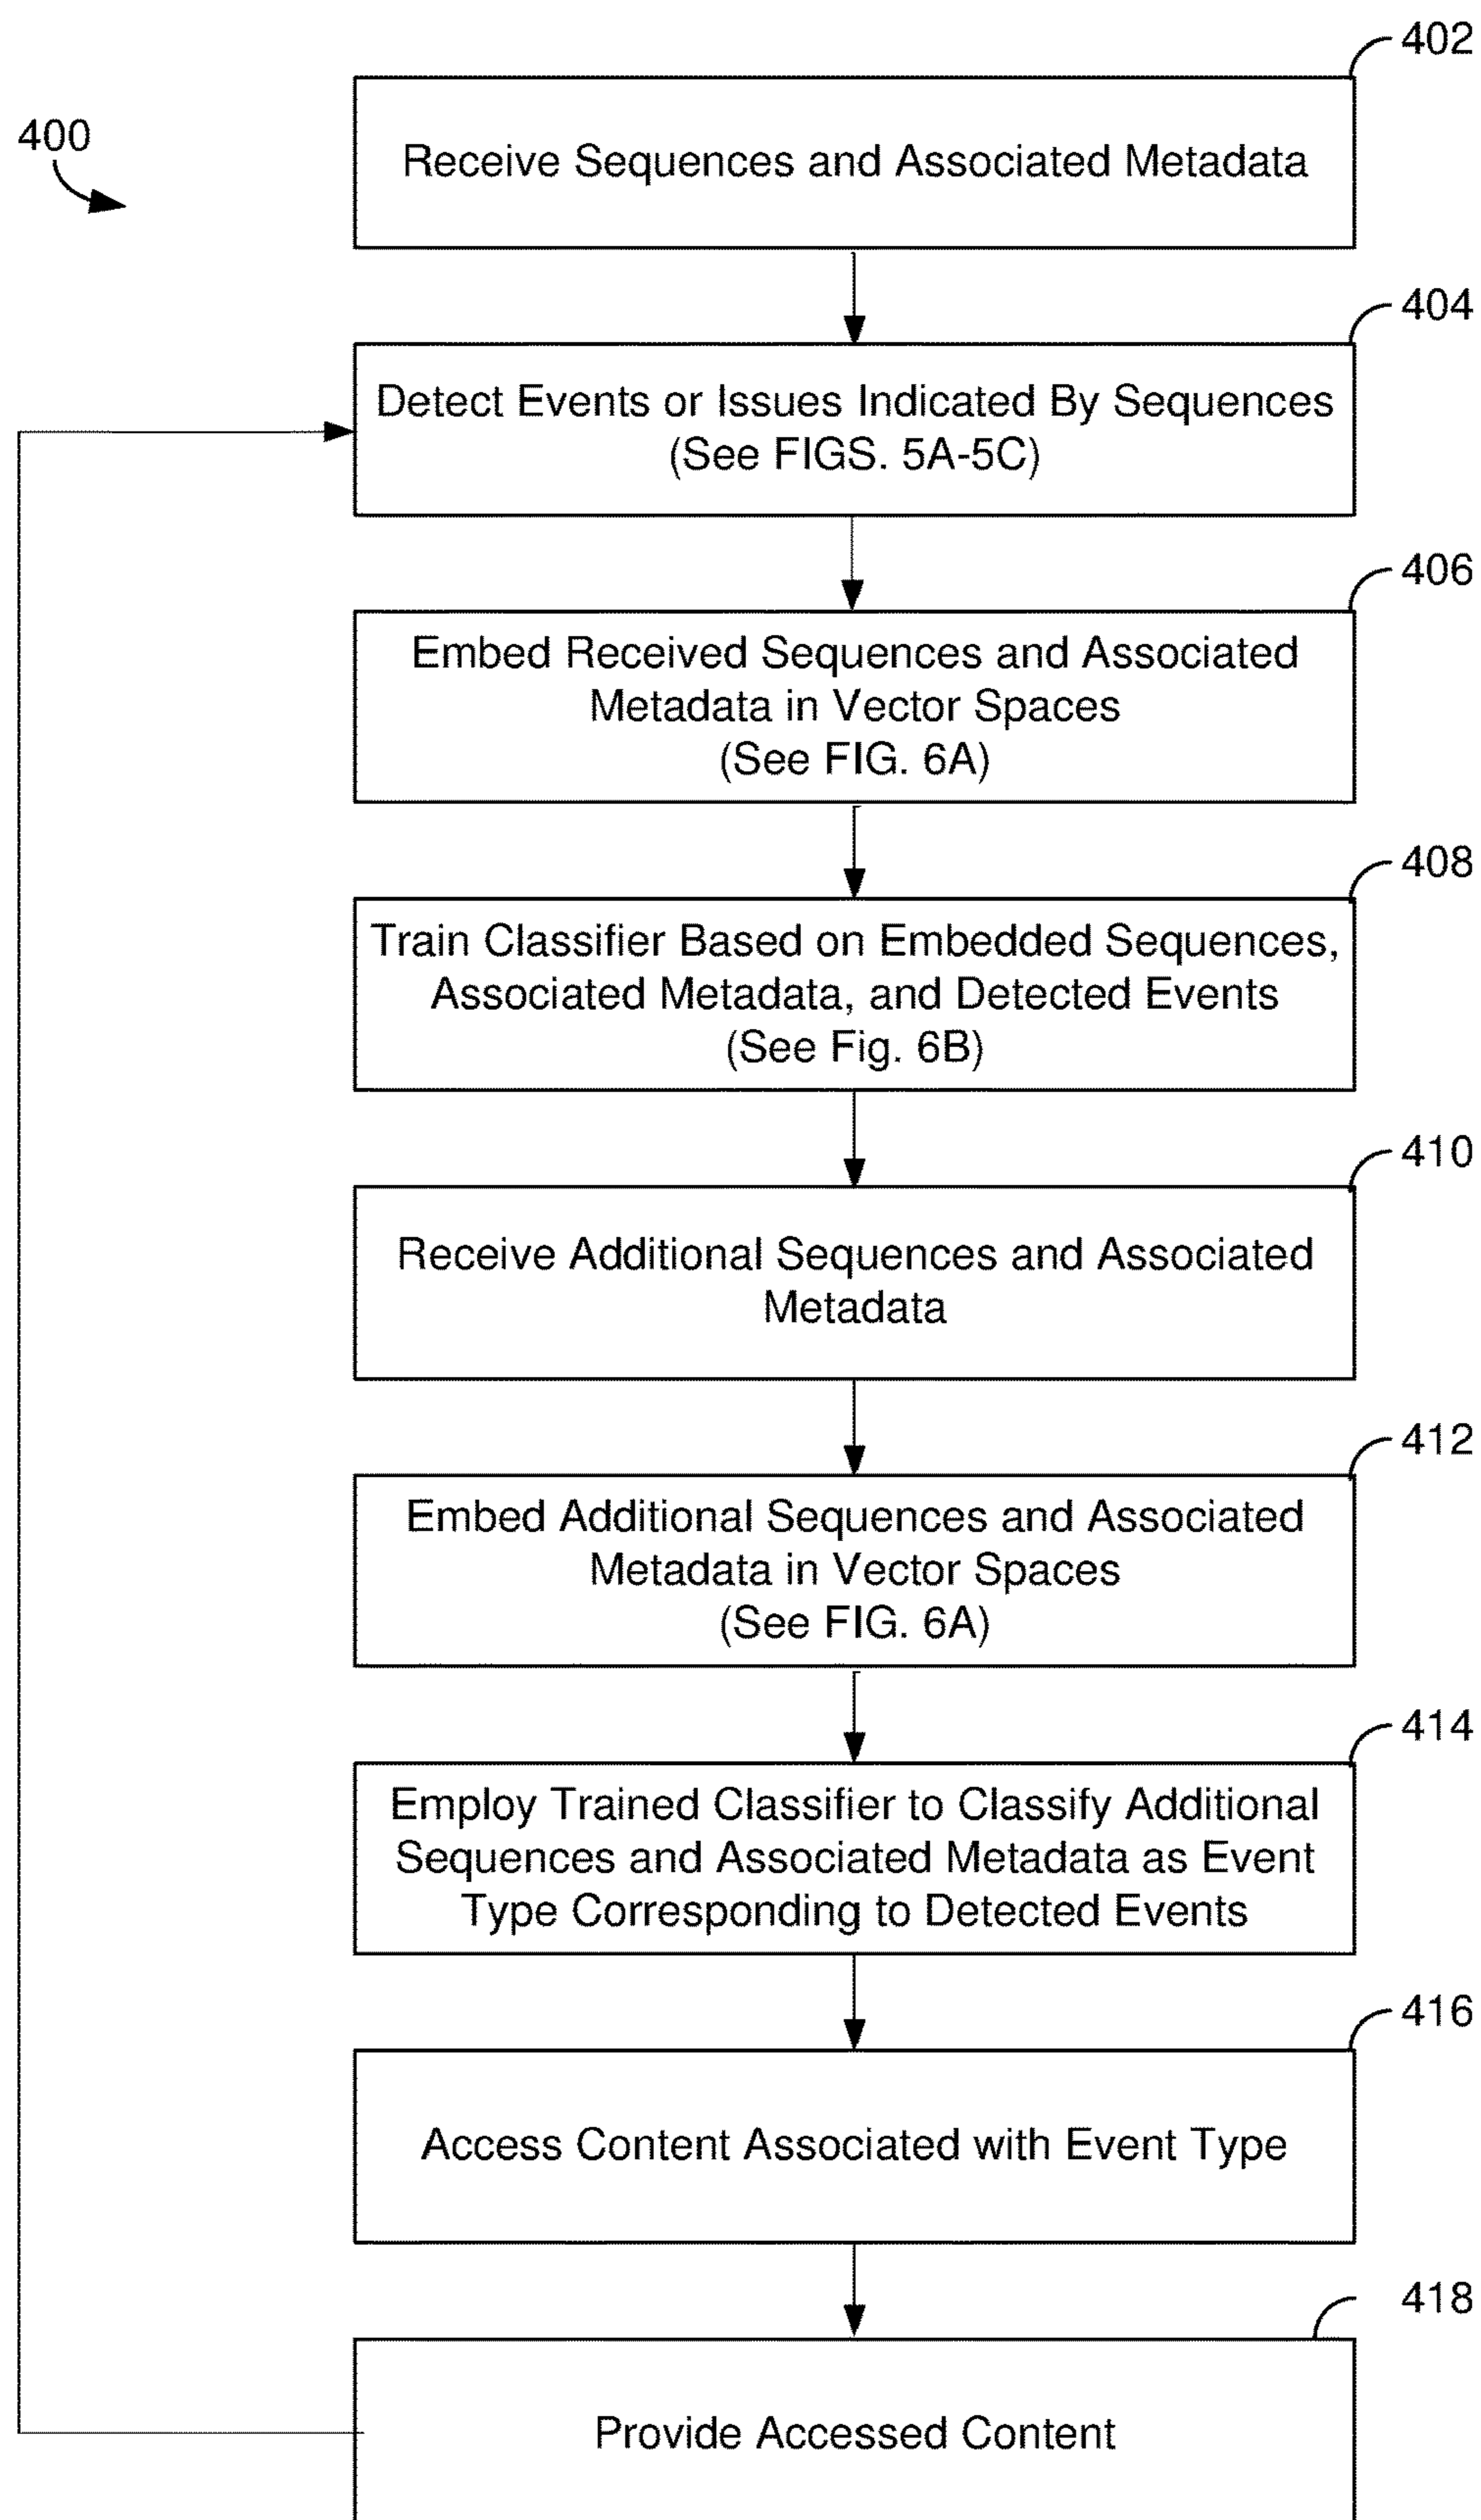 402
400
Receive Sequences and Associated Metadata
404
Detect Events or Issues Indicated By Sequences
(See FIGS. 5A-5C)
406
Embed Received Sequences and Associated
Metadata in Vector Spaces
(See FIG. 6A)
408
Train Classifier Based on Embedded Sequences,
Associated Metadata, and Detected Events
(See Fig. 6B)
410
Receive Additional Sequences and Associated
Metadata
412
Embed Additional Sequences and Associated
Metadata in Vector Spaces
(See FIG. 6A)
414
Employ Trained Classifier to Classify Additional
Sequences and Associated Metadata as Event
Type Corresponding to Detected Events
416
Access Content Associated with Event Type
418
Provide Accessed Content